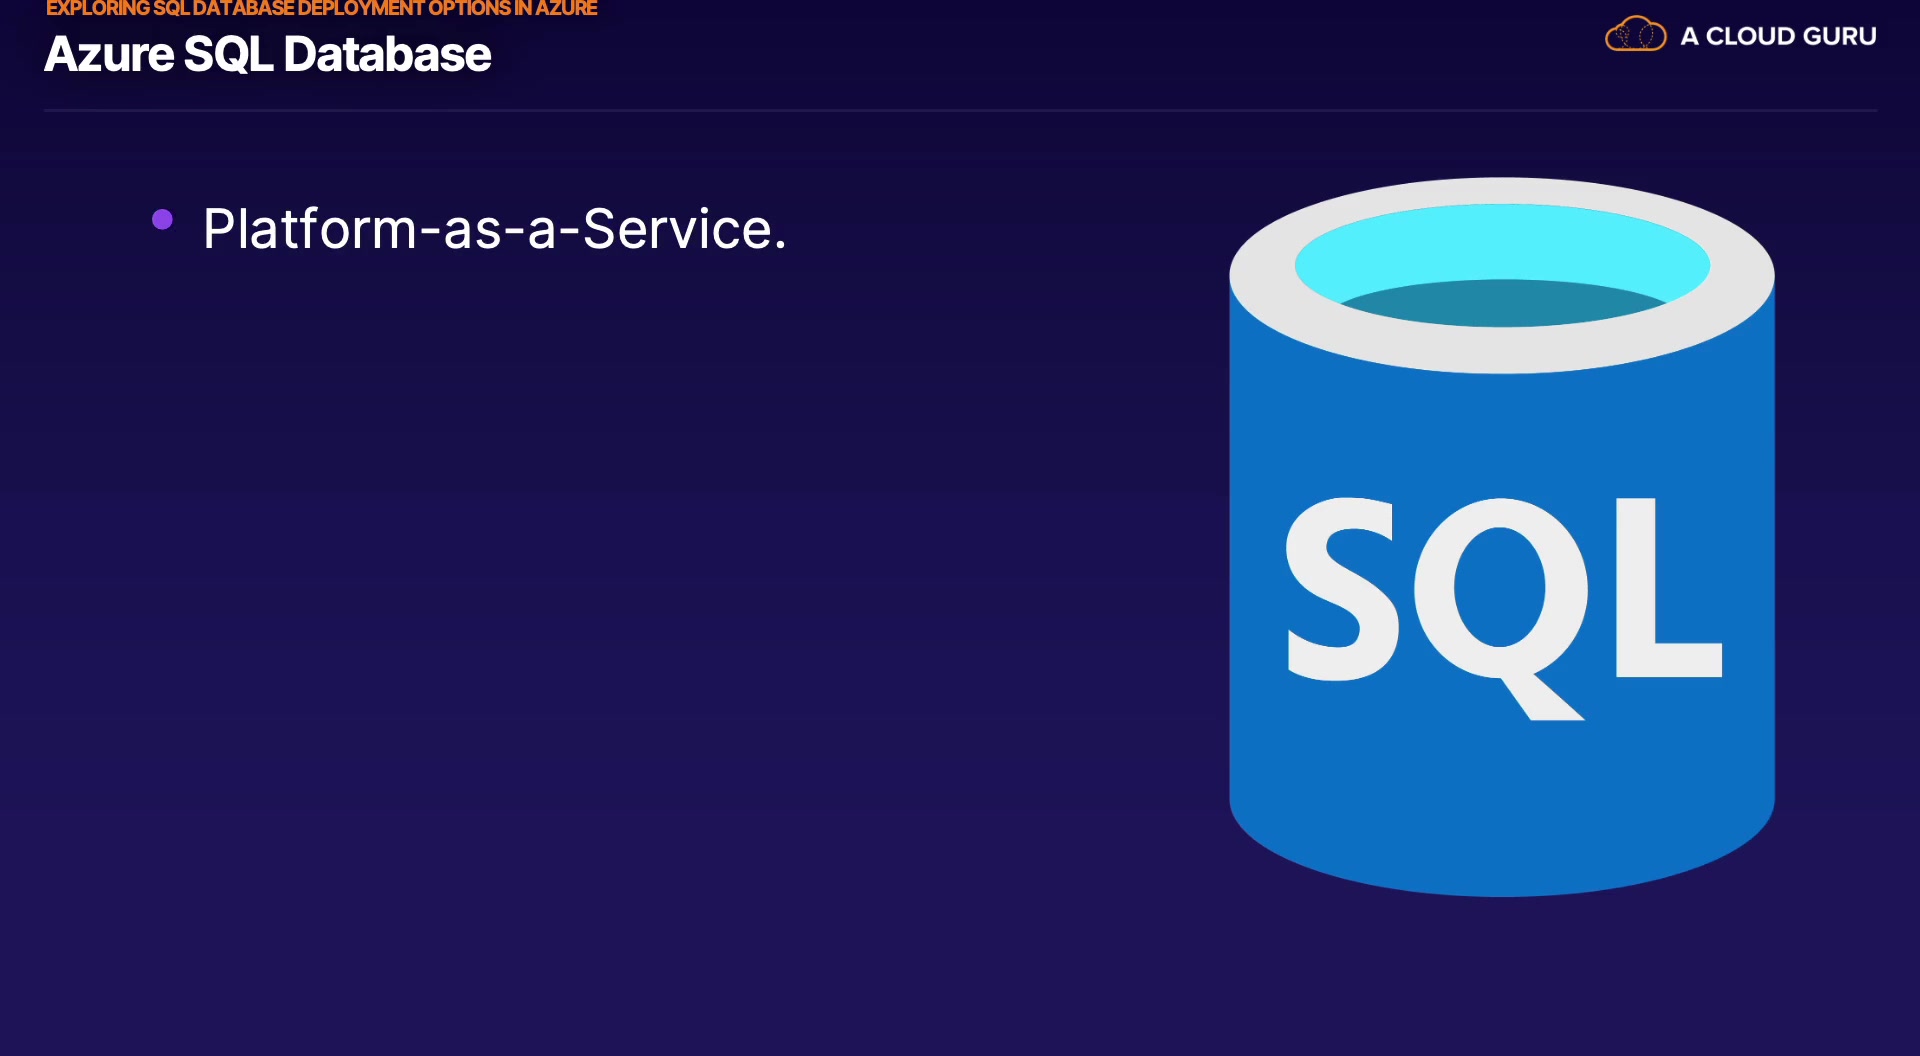 EXPLORING SQL DATABASE DEPLOYMENT OPTIONS IN AZURE
Azure SQL Database
A CLOUD GURU
Platform-as-a-Service.
SQL